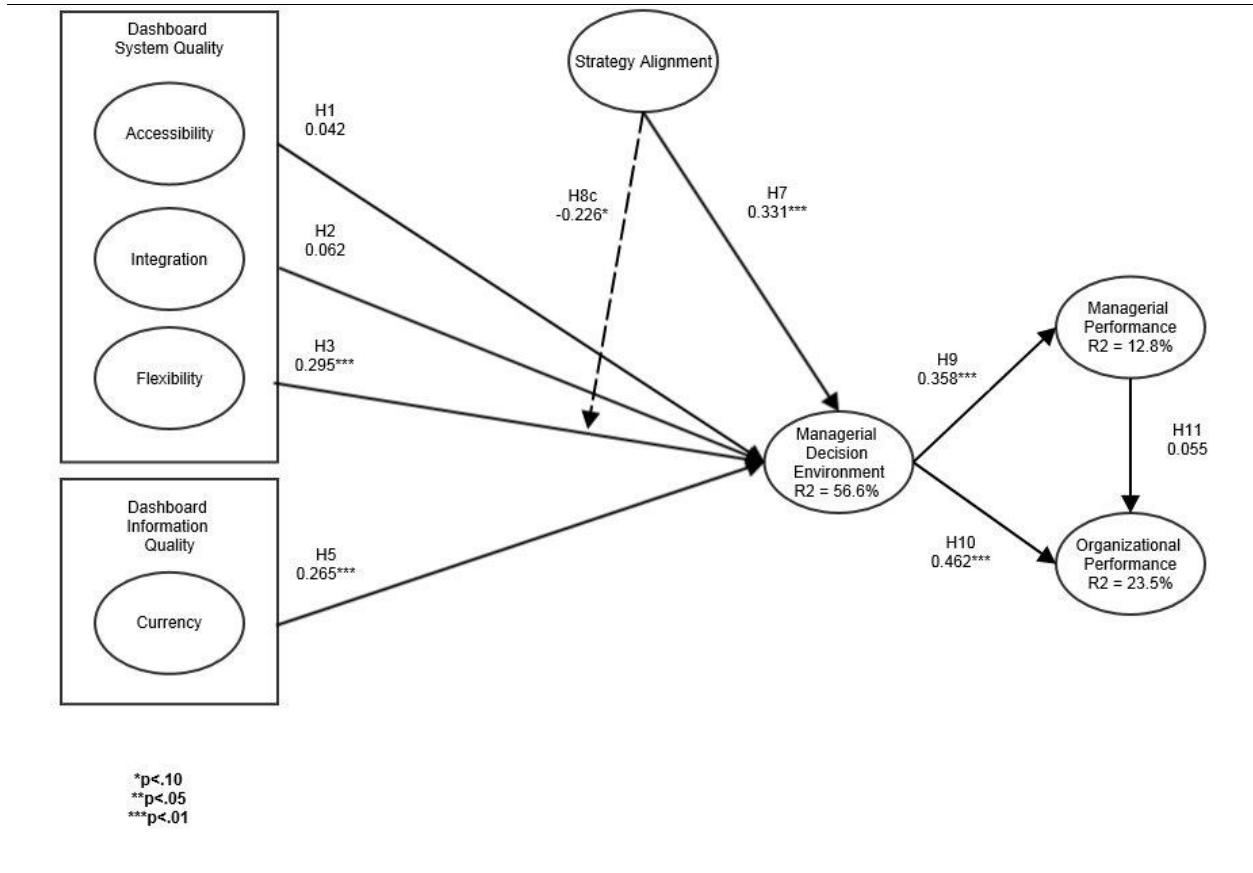 Dashboard
System Quality
Accessibility
Integration
Flexibility
H1
0.042
H2
0.062
H3
0.295***
Dashboard
Information
Quality
Currency
H5
0.265***
Strategy Alignment
H8c
-0.226*
H7
0.331***
Managerial
Decision
Environment
R2 = 56.6%
H9
0.358***
H10
0.462***
Managerial
Performance
R2 = 12.8%
H11
0.055
Organizational
Performance
R2 = 23.5%
*p<.10
**p<.05
***p<.01